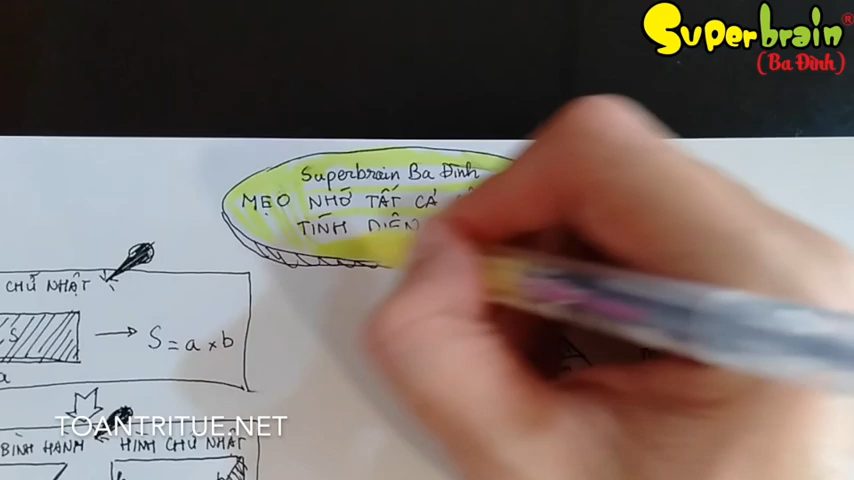 Superbrain
(Ba Đình)
Superbrain Ba Đình
MẸO NHỚ TẤT CẢ
TÍNH DIỆN
CHỮ NHẬT
S
S = a × b
a
TOANTRITUE.NET
BÌNH HÀNH
HÌNH CHỮ NHẬT